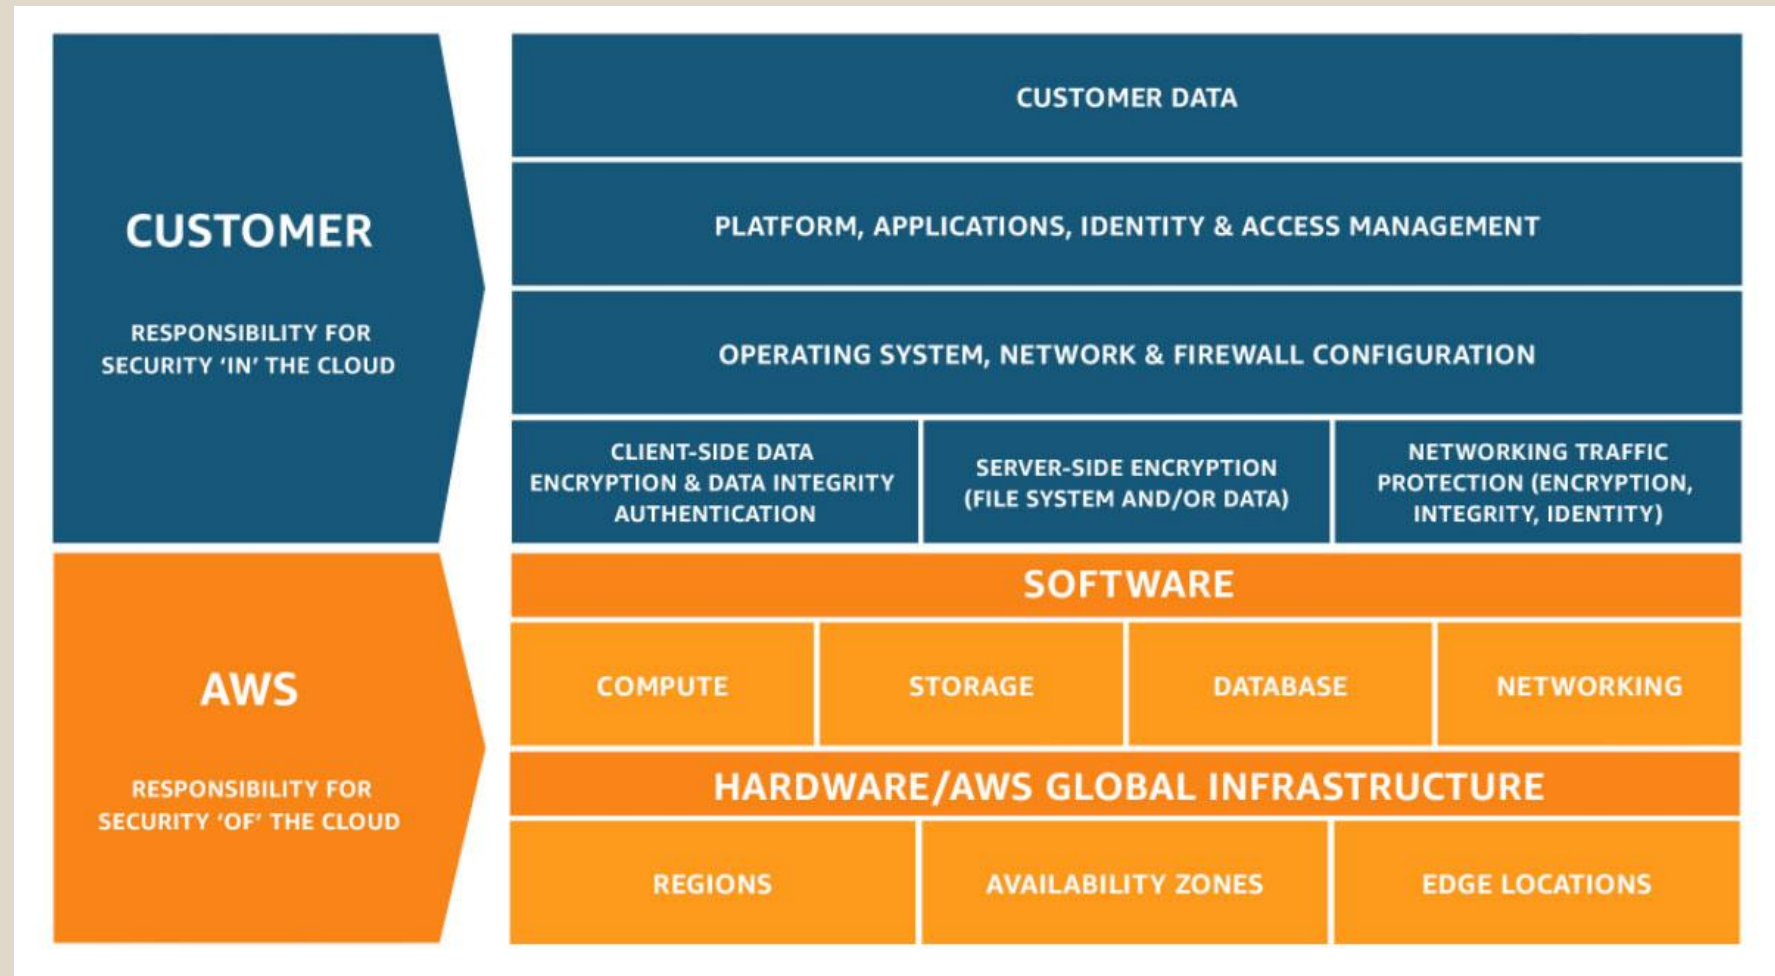 CUSTOMER
RESPONSIBILITY FOR
SECURITY ‘IN’ THE CLOUD
CUSTOMER DATA
PLATFORM, APPLICATIONS, IDENTITY & ACCESS MANAGEMENT
OPERATING SYSTEM, NETWORK & FIREWALL CONFIGURATION
CLIENT-SIDE DATA
ENCRYPTION & DATA INTEGRITY
AUTHENTICATION
SERVER-SIDE ENCRYPTION
(FILE SYSTEM AND/OR DATA)
NETWORKING TRAFFIC
PROTECTION (ENCRYPTION,
INTEGRITY, IDENTITY)
AWS
RESPONSIBILITY FOR
SECURITY ‘OF’ THE CLOUD
SOFTWARE
COMPUTE
STORAGE
DATABASE
NETWORKING
HARDWARE/AWS GLOBAL INFRASTRUCTURE
REGIONS
AVAILABILITY ZONES
EDGE LOCATIONS